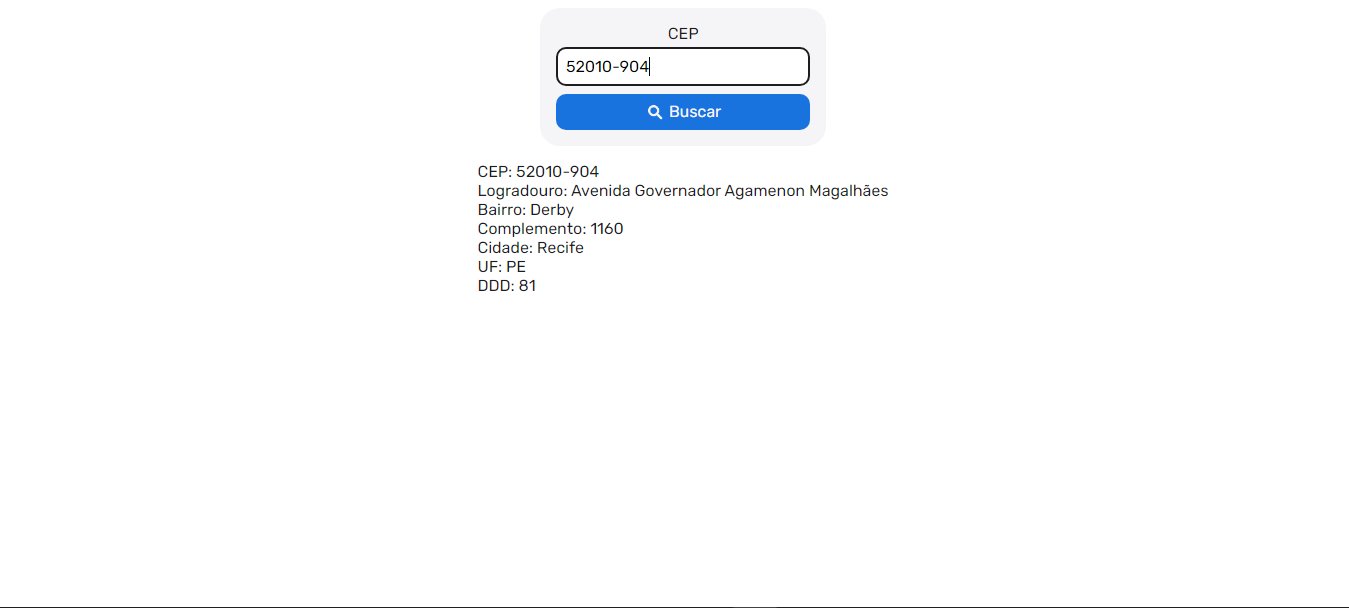 CEP
52010-904
Buscar
CEP: 52010-904
Logradouro: Avenida Governador Agamenon Magalhães
Bairro: Derby
Complemento: 1160
Cidade: Recife
UF: PE
DDD: 81